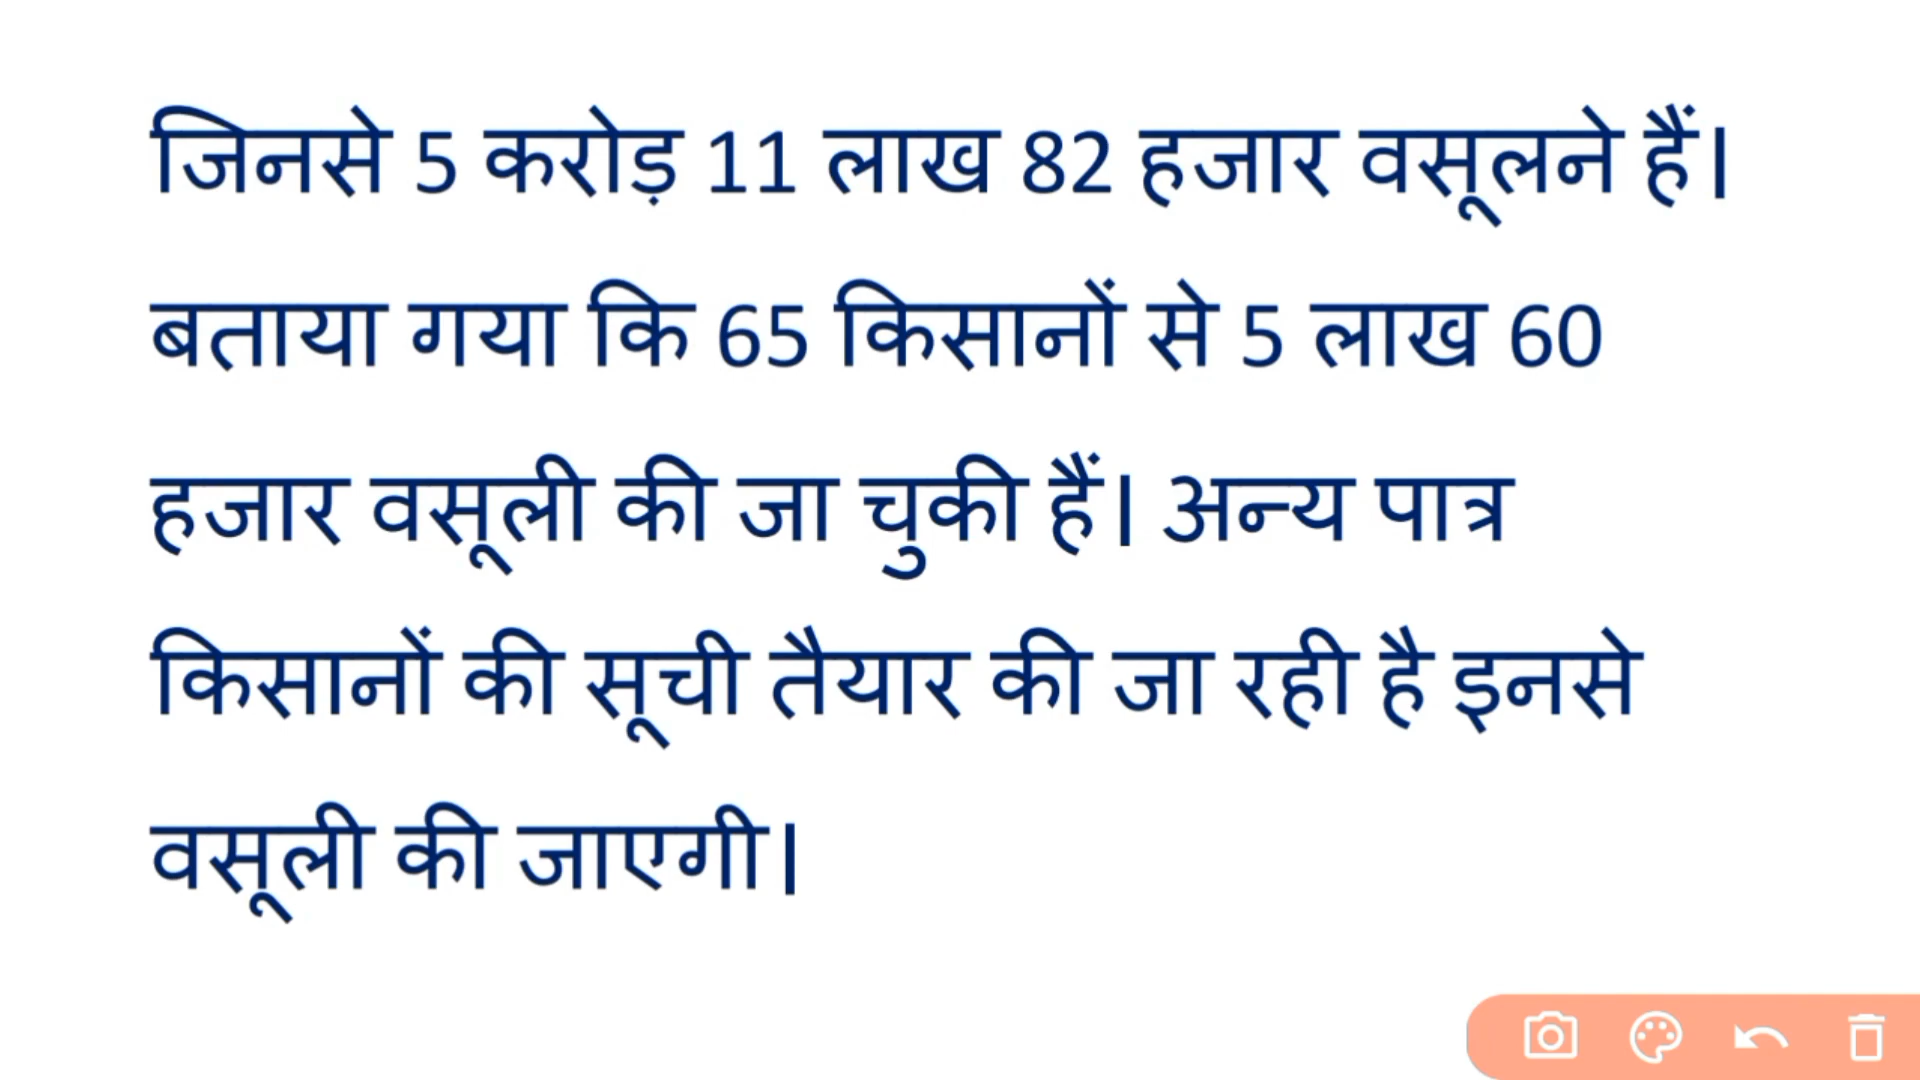 जिनसे 5 करोड़ 11 लाख 82 हजार वसूलने हैं।
बताया गया कि 65 किसानों से 5 लाख 60
हजार वसूली की जा चुकी हैं। अन्य पात्र
किसानों की सूची तैयार की जा रही है इनसे
वसूली की जाएगी।